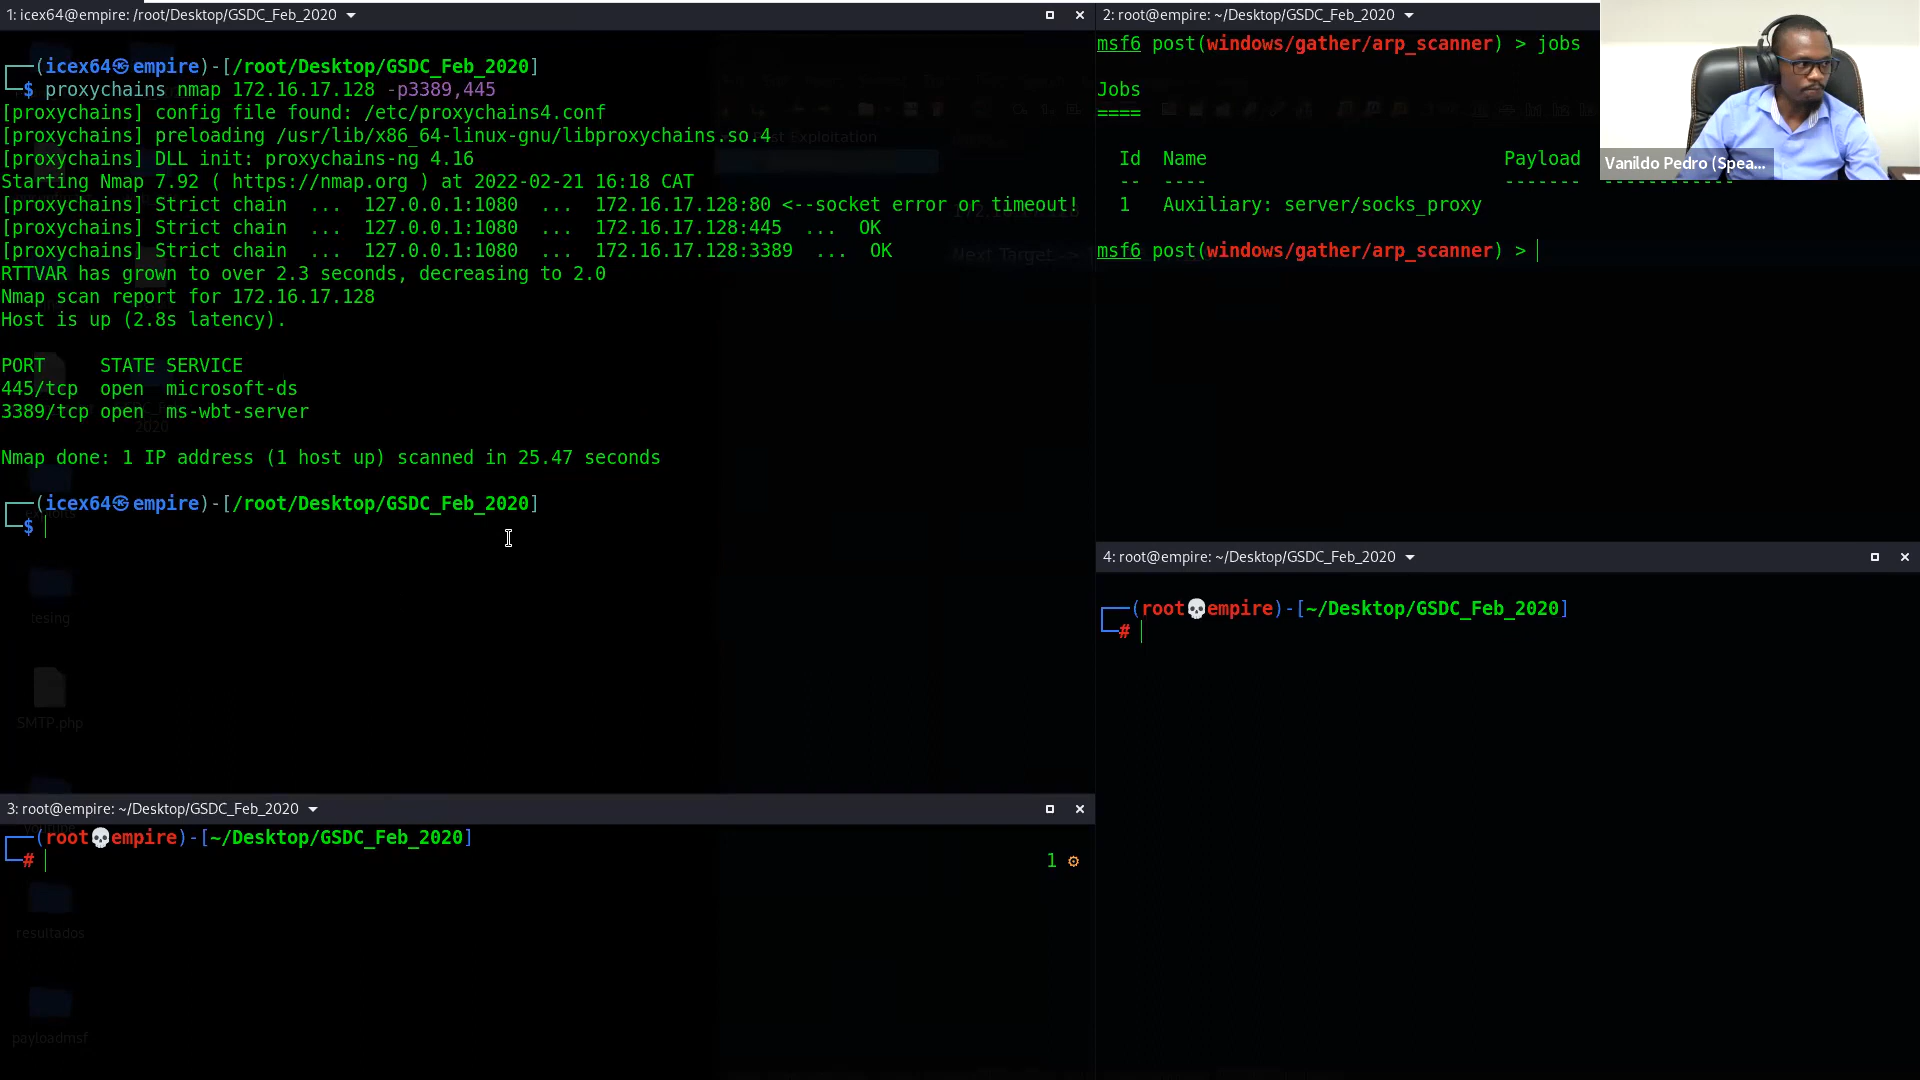 1: icex64@empire: /root/Desktop/GSDC_Feb_2020
(icex64㉿empire)-[/root/Desktop/GSDC_Feb_2020]
$ proxychains nmap 172.16.17.128 -p3389,445
[proxychains] config file found: /etc/proxychains4.conf
[proxychains] preloading /usr/lib/x86_64-linux-gnu/libproxychains.so.4
[proxychains] DLL init: proxychains-ng 4.16
Starting Nmap 7.92 ( https://nmap.org ) at 2022-02-21 16:18 CAT
[proxychains] Strict chain ... 127.0.0.1:1080 ... 172.16.17.128:80 <--socket error or timeout!
[proxychains] Strict chain ... 127.0.0.1:1080 ... 172.16.17.128:445 ... OK
[proxychains] Strict chain ... 127.0.0.1:1080 ... 172.16.17.128:3389 ... OK
RTTVAR has grown to over 2.3 seconds, decreasing to 2.0
Nmap scan report for 172.16.17.128
Host is up (2.8s latency).
PORT STATE SERVICE
445/tcp open microsoft-ds
3389/tcp open ms-wbt-server
Nmap done: 1 IP address (1 host up) scanned in 25.47 seconds
(icex64㉿empire)-[/root/Desktop/GSDC_Feb_2020]
$
Next Target ->
tesing
SMTP.php
3: root@empire: ~/Desktop/GSDC_Feb_2020
(root💀empire)-[~/Desktop/GSDC_Feb_2020]
# 1
resultados
payloadmsf
2: root@empire: ~/Desktop/GSDC_Feb_2020
msf6 post(windows/gather/arp_scanner) > jobs
Jobs
====
Id Name Payload
-- ---- ------- ------------
1 Auxiliary: server/socks_proxy
msf6 post(windows/gather/arp_scanner) >
Vanildo Pedro (Spea...
4: root@empire: ~/Desktop/GSDC_Feb_2020
(root💀empire)-[~/Desktop/GSDC_Feb_2020]
#